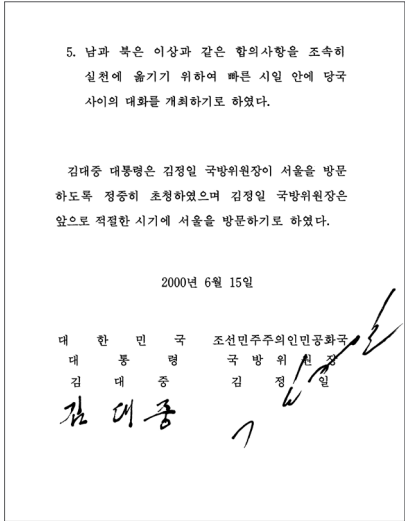 5. 남과 북은 이상과 같은 합의사항을 조속히
실천에 옮기기 위하여 빠른 시일 안에 당국
사이의 대화를 개최하기로 하였다.
김대중 대통령은 김정일 국방위원장이 서울을 방문
하도록 정중히 초청하였으며 김정일 국방위원장은
앞으로 적절한 시기에 서울을 방문하기로 하였다.
2000년 6월 15일
대 한 민 국 조선민주주의인민공화국
대 통 령 국 방 위 원 장
김 대 중 김 정 일
김 대 중